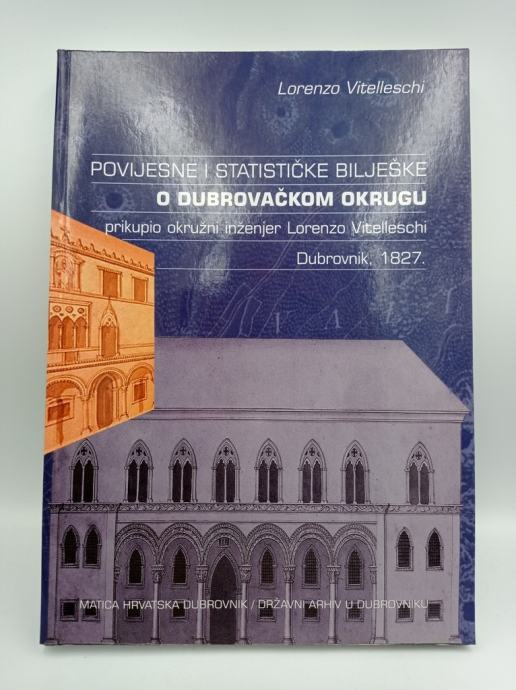 Lorenzo Vitelleschi
POVIJESNE I STATISTIČKE BILJEŠKE
O DUBROVAČKOM OKRUGU
prikupio okružni inženjer Lorenzo Vitelleschi
Dubrovnik, 1827.
MATICA HRVATSKA DUBROVNIK / DRŽAVNI ARHIV U DUBROVNIKU